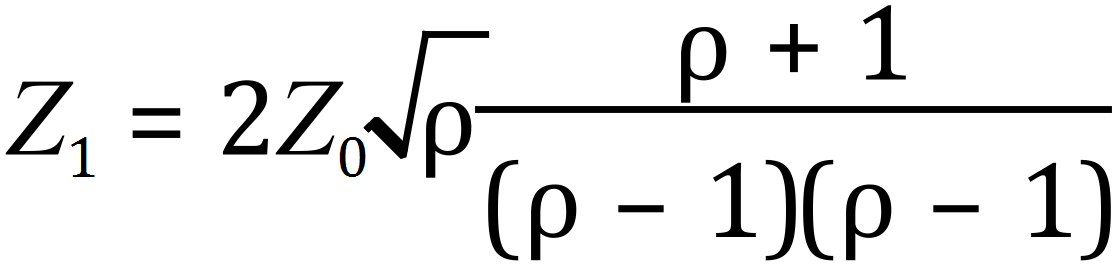 Z₁ = 2Z₀√ρ (ρ + 1)/((ρ − 1)(ρ − 1))